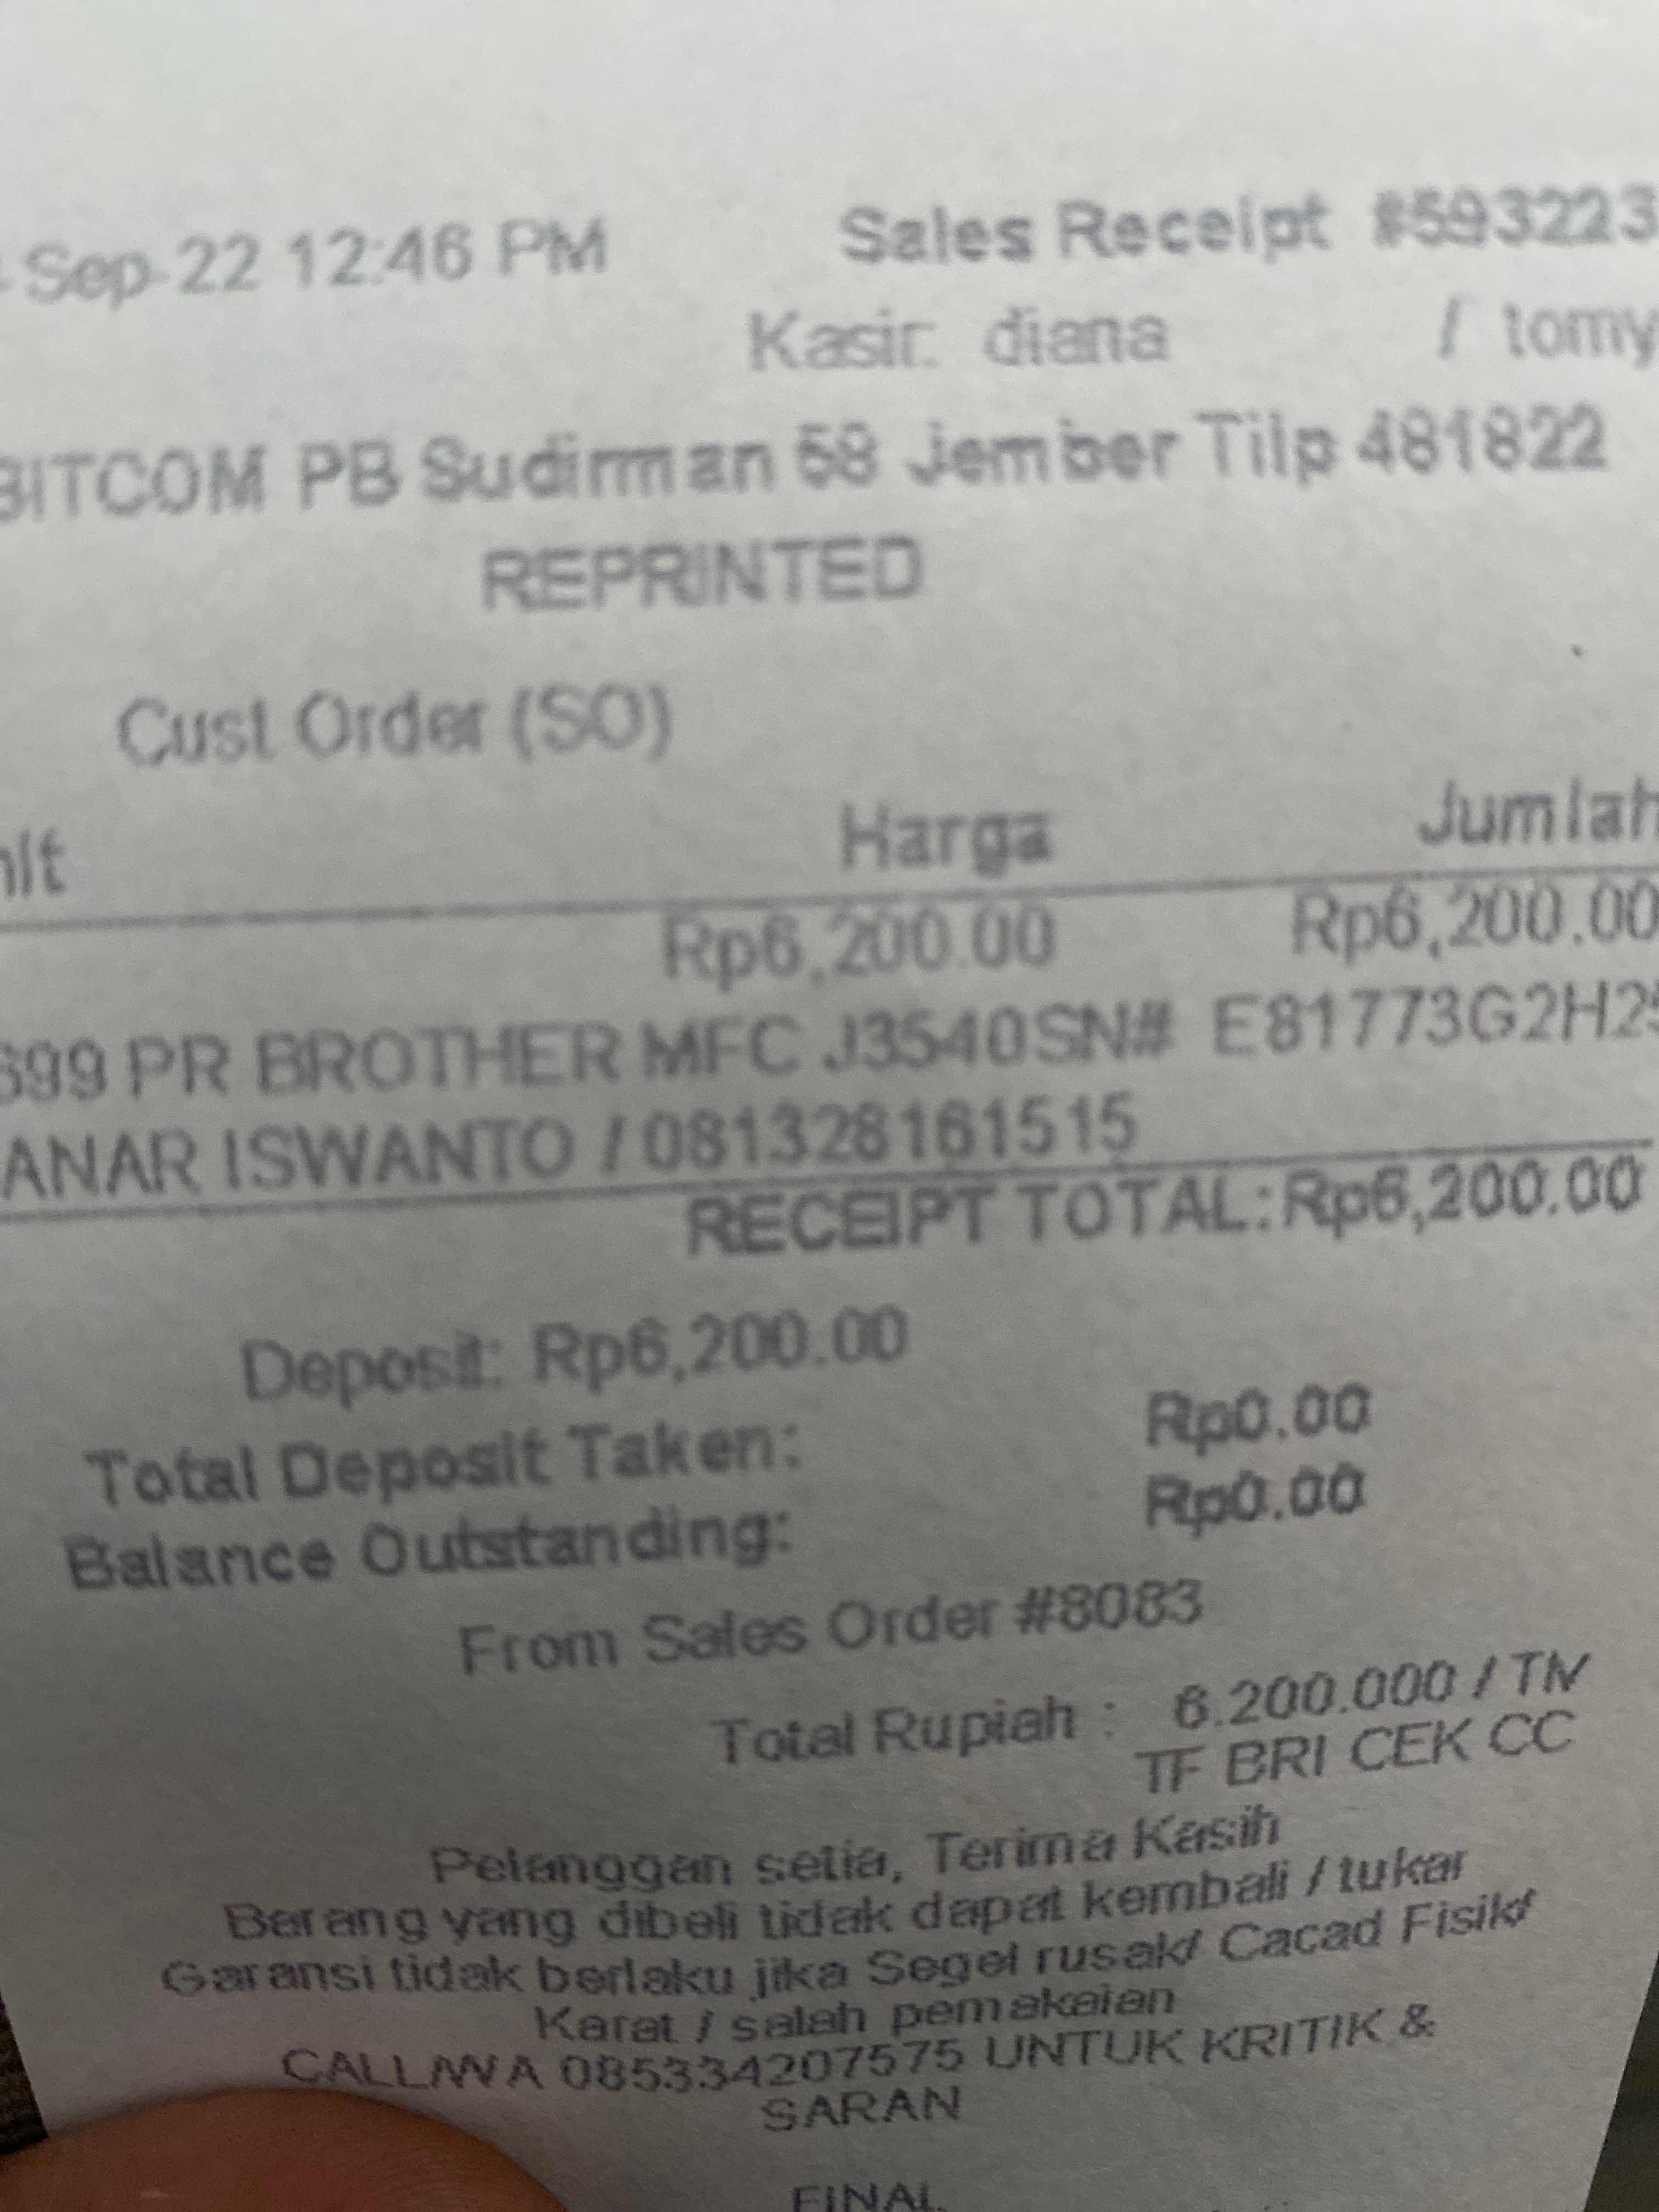 Sep-22 12:46 PM Sales Receipt #593223
Kasir: diana / tomy
BITCOM PB Sudirman 58 Jember Tilp 481822
REPRINTED
Cust Order (SO)
nit Harga Jumlah
Rp6,200.00 Rp6,200.00
699 PR BROTHER MFC J3540SN# E81773G2H25
ANAR ISWANTO / 081328161515
RECEIPT TOTAL: Rp6,200.00
Deposit: Rp6,200.00
Total Deposit Taken: Rp0.00
Balance Outstanding: Rp0.00
From Sales Order #8083
Total Rupiah : 6.200.000 / TM
TF BRI CEK CC
Pelanggan setia, Terima Kasih
Barang yang dibeli tidak dapat kembali / tukar
Garansi tidak berlaku jika Segel rusak/ Cacad Fisik/
Karat / salah pemakaian
CALL/WA 085334207575 UNTUK KRITIK &
SARAN
FINAL